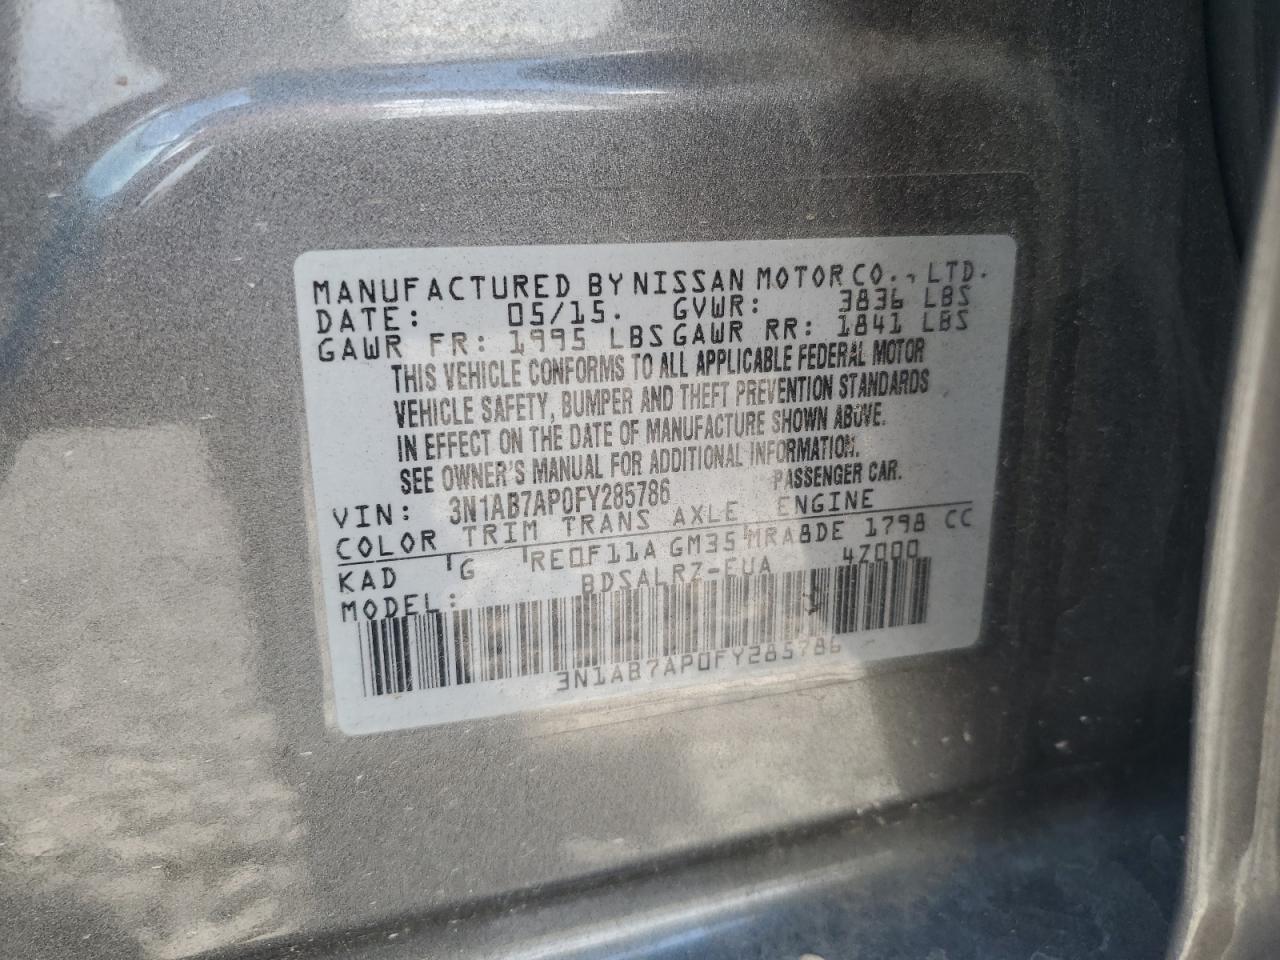 MANUFACTURED BY NISSAN MOTOR CO., LTD.
DATE: 05/15. GVWR: 3836 LBS
GAWR FR: 1995 LBS GAWR RR: 1841 LBS
THIS VEHICLE CONFORMS TO ALL APPLICABLE FEDERAL MOTOR
VEHICLE SAFETY, BUMPER AND THEFT PREVENTION STANDARDS
IN EFFECT ON THE DATE OF MANUFACTURE SHOWN ABOVE.
SEE OWNER'S MANUAL FOR ADDITIONAL INFORMATION.
VIN: 3N1AB7AP0FY285786 PASSENGER CAR.
COLOR TRIM TRANS AXLE ENGINE
KAD G RE0F11A GM35 MRA8DE 1798 CC
MODEL: BDSALRZ-EUA 4Z000
3N1AB7AP0FY285786